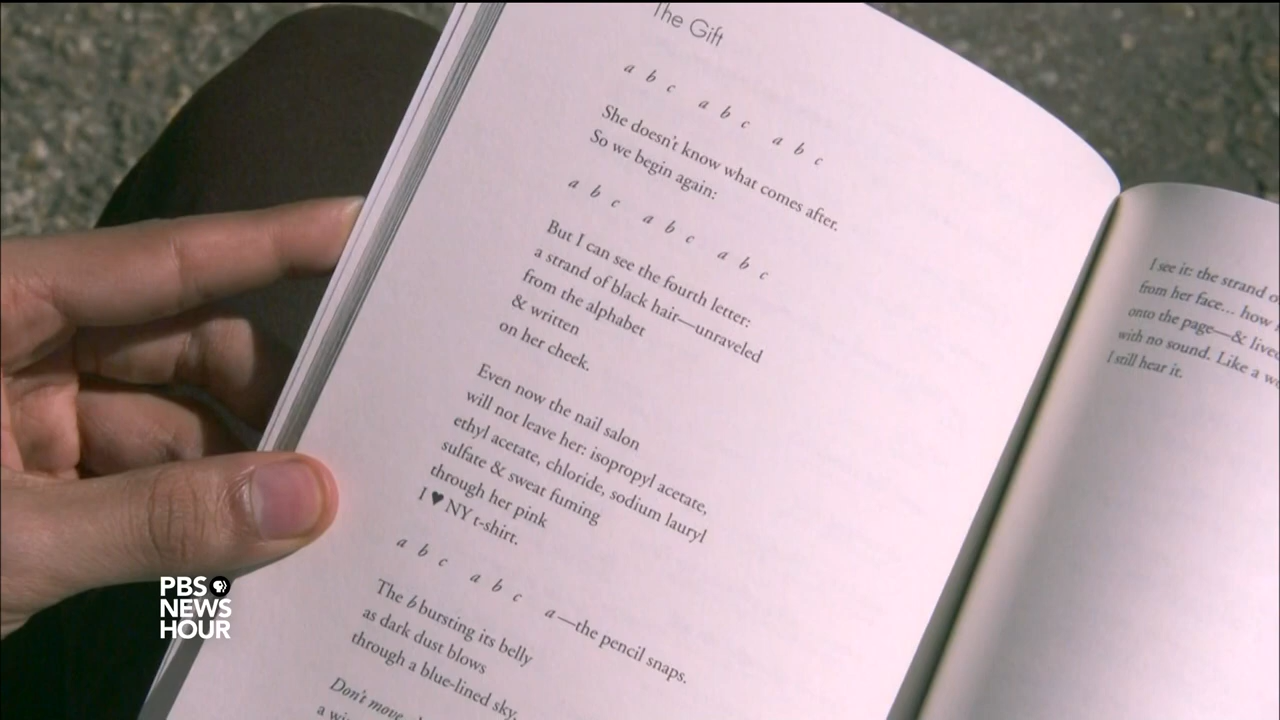 The Gift
a b c a b c a b c
She doesn't know what comes after.
So we begin again:
a b c a b c a b c
But I can see the fourth letter:
a strand of black hair—unraveled
from the alphabet
& written
on her cheek.
Even now the nail salon
will not leave her: isopropyl acetate,
ethyl acetate, chloride, sodium lauryl
sulfate & sweat fuming
through her pink
I ♥ NY t-shirt.
a b c a b c a—the pencil snaps.
The b bursting its belly
as dark dust blows
through a blue-lined sky.
Don't move
I see it: the strand
from her face... how
onto the page—& lived
with no sound. Like a
I still hear it.
PBS
NEWS
HOUR